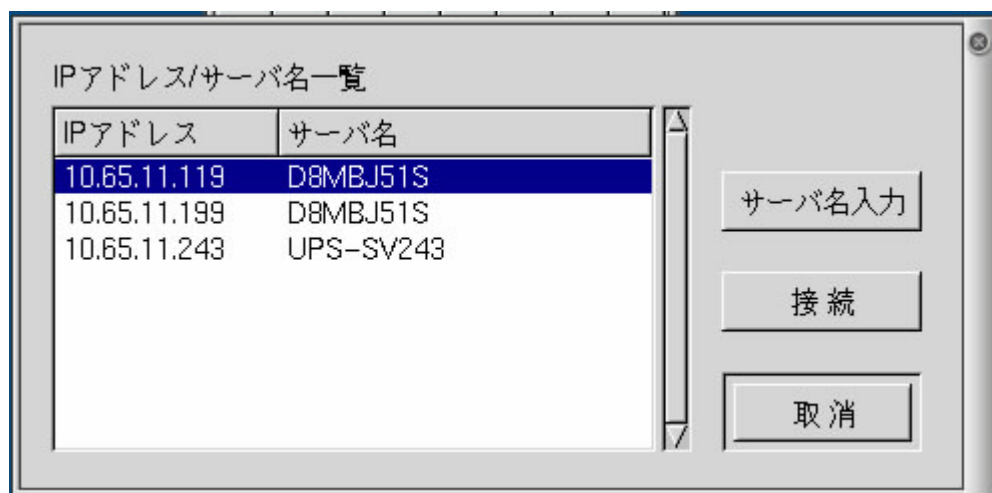 IPアドレス/サーバ名一覧
IPアドレス サーバ名
10.65.11.119 D8MBJ51S
10.65.11.199 D8MBJ51S
10.65.11.243 UPS-SV243
サーバ名入力
接続
取消